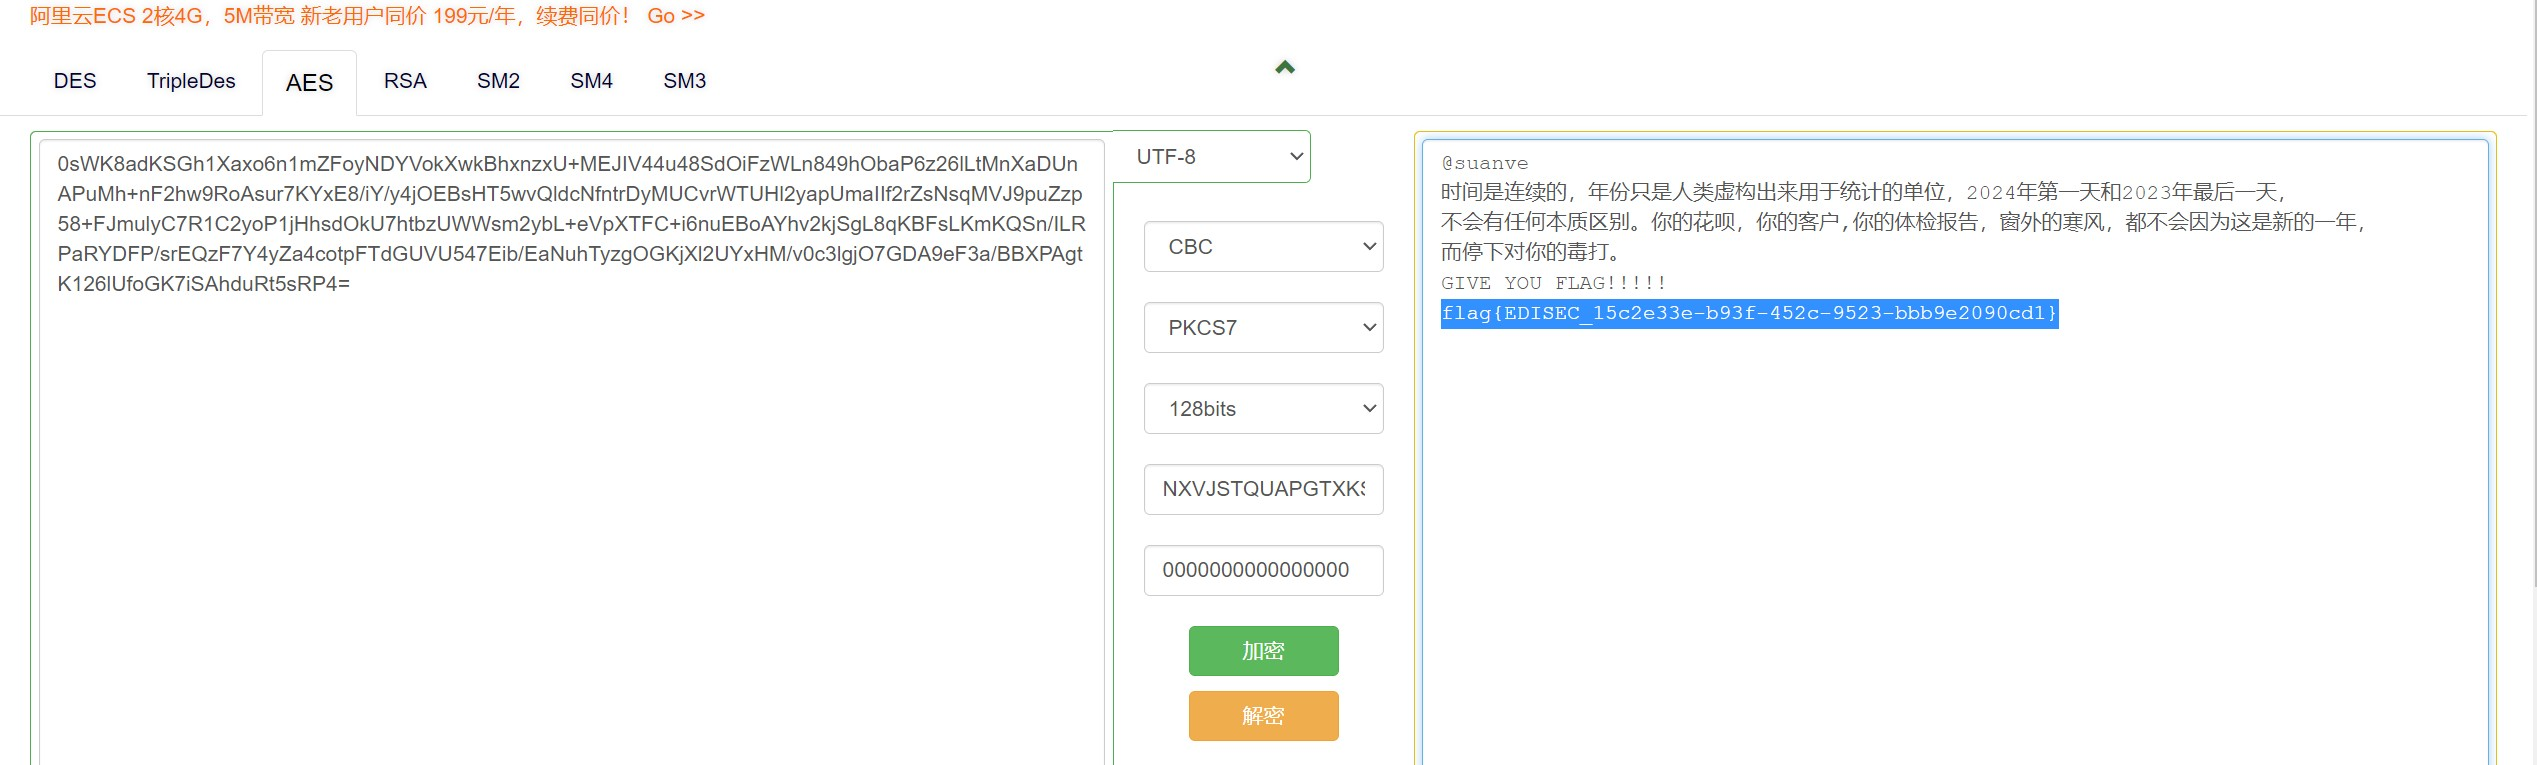 阿里云ECS 2核4G，5M带宽 新老用户同价 199元/年，续费同价！ Go >>
DES TripleDes AES RSA SM2 SM4 SM3
0sWK8adKSGh1Xaxo6n1mZFoyNDYVokXwkBhxnzxU+MEJIV44u48SdOiFzWLn849hObaP6z26lLtMnXaDUn
APuMh+nF2hw9RoAsur7KYxE8/iY/y4jOEBsHT5wvQldcNfntrDyMUCvrWTUHl2yapUmaIIf2rZsNsqMVJ9puZzp
58+FJmulyC7R1C2yoP1jHhsdOkU7htbzUWWsm2ybL+eVpXTFC+i6nuEBoAYhv2kjSgL8qKBFsLKmKQSn/ILR
PaRYDFP/srEQzF7Y4yZa4cotpFTdGUVU547Eib/EaNuhTyzgOGKjXl2UYxHM/v0c3lgjO7GDA9eF3a/BBXPAgt
K126lUfoGK7iSAhduRt5sRP4=
UTF-8
CBC
PKCS7
128bits
NXVJSTQUAPGTXKS
0000000000000000
加密
解密
@suanve
时间是连续的，年份只是人类虚构出来用于统计的单位，2024年第一天和2023年最后一天，
不会有任何本质区别。你的花呗，你的客户,你的体检报告，窗外的寒风，都不会因为这是新的一年，
而停下对你的毒打。
GIVE YOU FLAG!!!!!
flag{EDISEC_15c2e33e-b93f-452c-9523-bbb9e2090cd1}